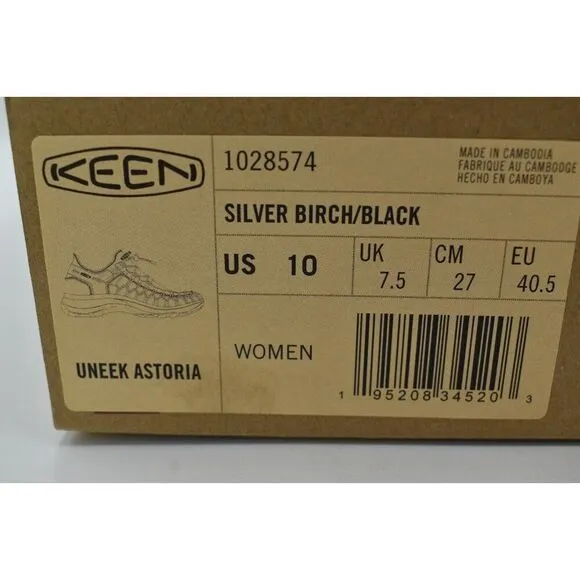 KEEN
1028574
MADE IN CAMBODIA
FABRIQUE AU CAMBODGE
HECHO EN CAMBOYA
SILVER BIRCH/BLACK
US 10
UK
7.5
CM
27
EU
40.5
UNEEK ASTORIA
WOMEN
1 95208 34520 3